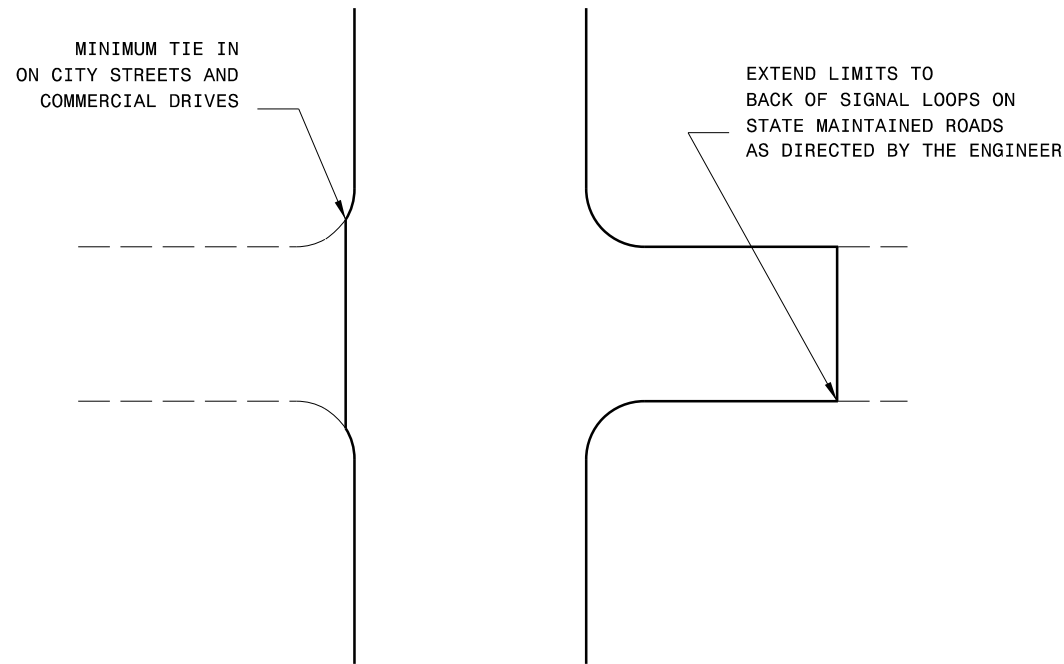 MINIMUM TIE IN
ON CITY STREETS AND
COMMERCIAL DRIVES
EXTEND LIMITS TO
BACK OF SIGNAL LOOPS ON
STATE MAINTAINED ROADS
AS DIRECTED BY THE ENGINEER